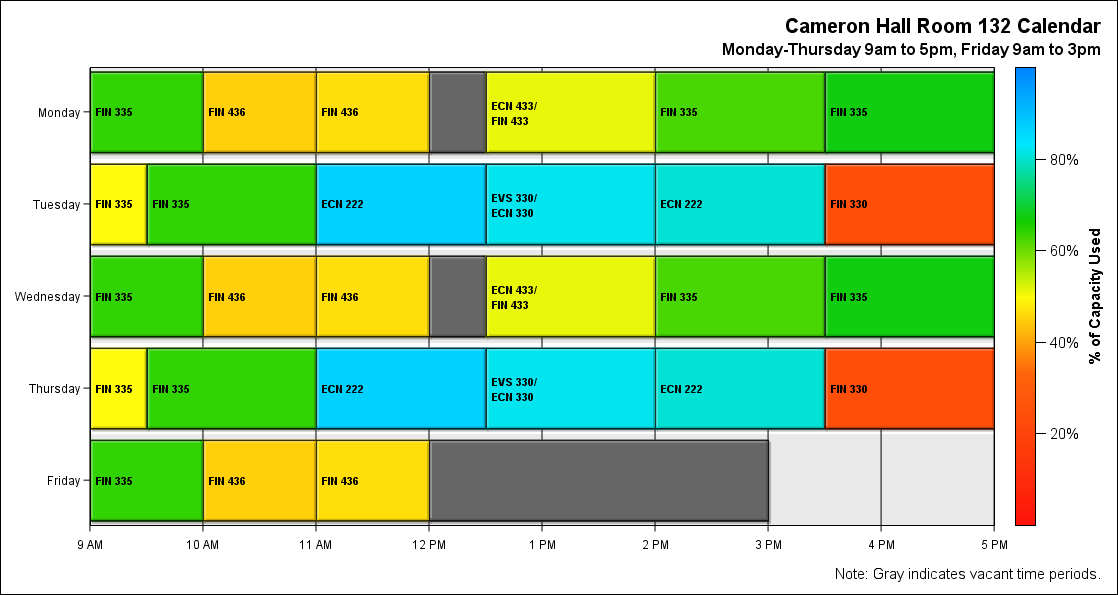 Cameron Hall Room 132 Calendar
Monday-Thursday 9am to 5pm, Friday 9am to 3pm
Monday
FIN 335
FIN 436
FIN 436
ECN 433/
FIN 433
FIN 335
FIN 335
Tuesday
FIN 335
FIN 335
ECN 222
EVS 330/
ECN 330
ECN 222
FIN 330
Wednesday
FIN 335
FIN 436
FIN 436
ECN 433/
FIN 433
FIN 335
FIN 335
Thursday
FIN 335
FIN 335
ECN 222
EVS 330/
ECN 330
ECN 222
FIN 330
Friday
FIN 335
FIN 436
FIN 436
9 AM
10 AM
11 AM
12 PM
1 PM
2 PM
3 PM
4 PM
5 PM
80%
60%
40%
20%
% of Capacity Used
Note: Gray indicates vacant time periods.